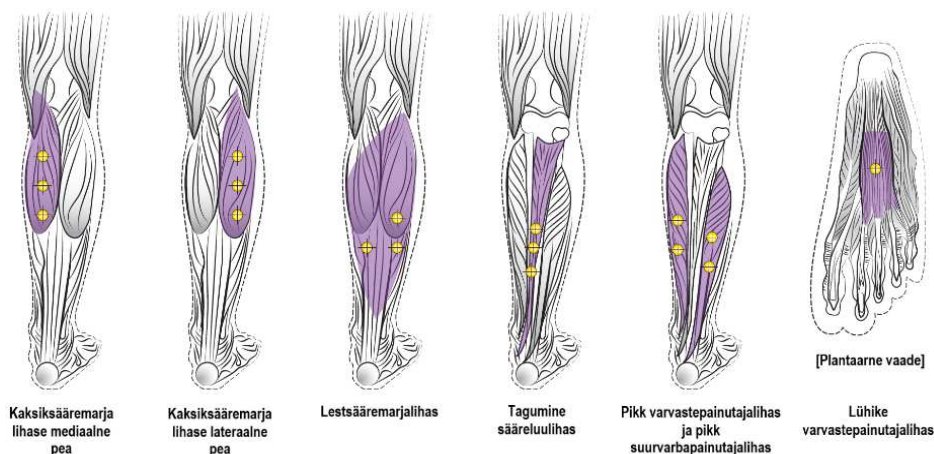 Kaksiksääremarja
lihase mediaalne
pea
Kaksiksääremarja
lihase lateraalne
pea
Lestsääremarjalihas
Tagumine
sääreluulihas
Pikk varvastepainutajalihas
ja pikk
suurvarbapainutajalihas
[Plantaarne vaade]
Lühike
varvastepainutajalihas